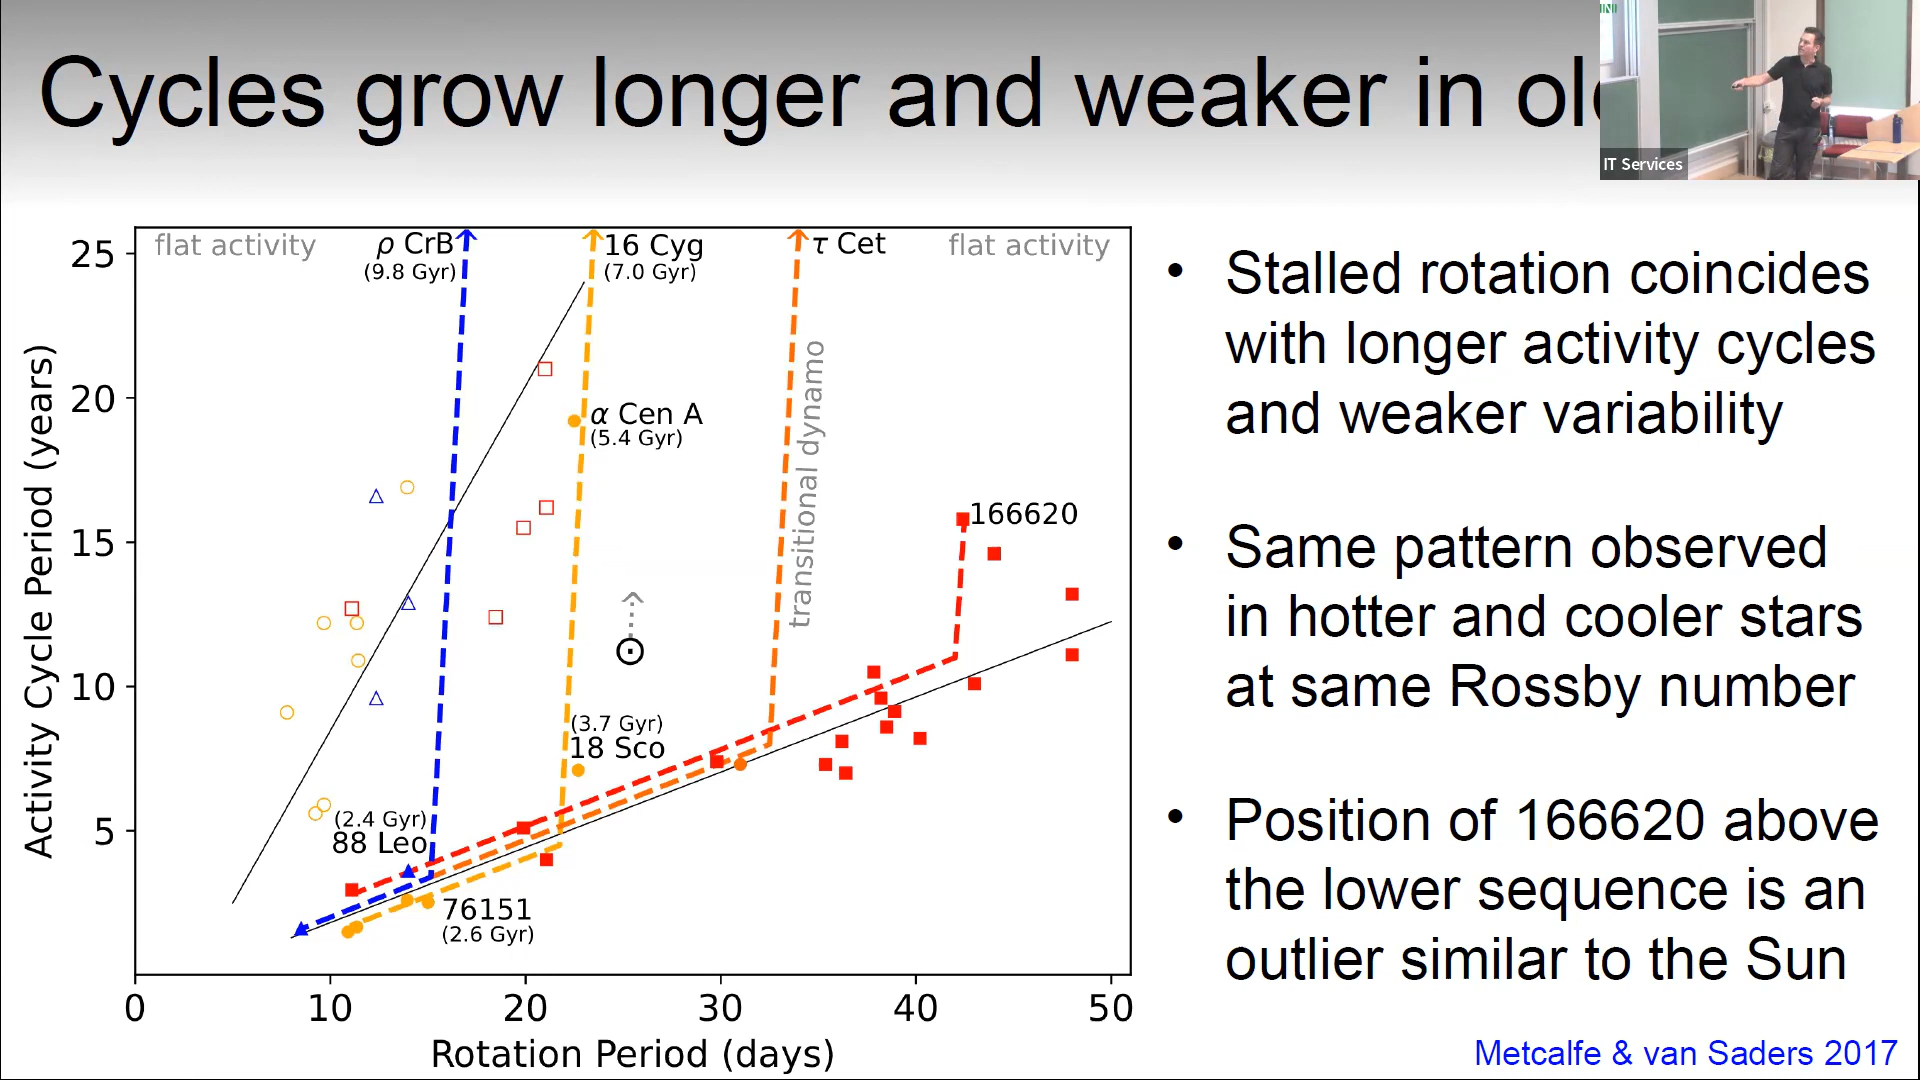 Cycles grow longer and weaker in
IT Services
flat activity
ρ CrB
(9.8 Gyr)
16 Cyg
(7.0 Gyr)
τ Cet
flat activity
α Cen A
(5.4 Gyr)
transitional dynamo
166620
(3.7 Gyr)
18 Sco
(2.4 Gyr)
88 Leo
76151
(2.6 Gyr)
25
20
15
10
5
Activity Cycle Period (years)
0 10 20 30 40 50
Rotation Period (days)
• Stalled rotation coincides
with longer activity cycles
and weaker variability
• Same pattern observed
in hotter and cooler stars
at same Rossby number
• Position of 166620 above
the lower sequence is an
outlier similar to the Sun
Metcalfe & van Saders 2017